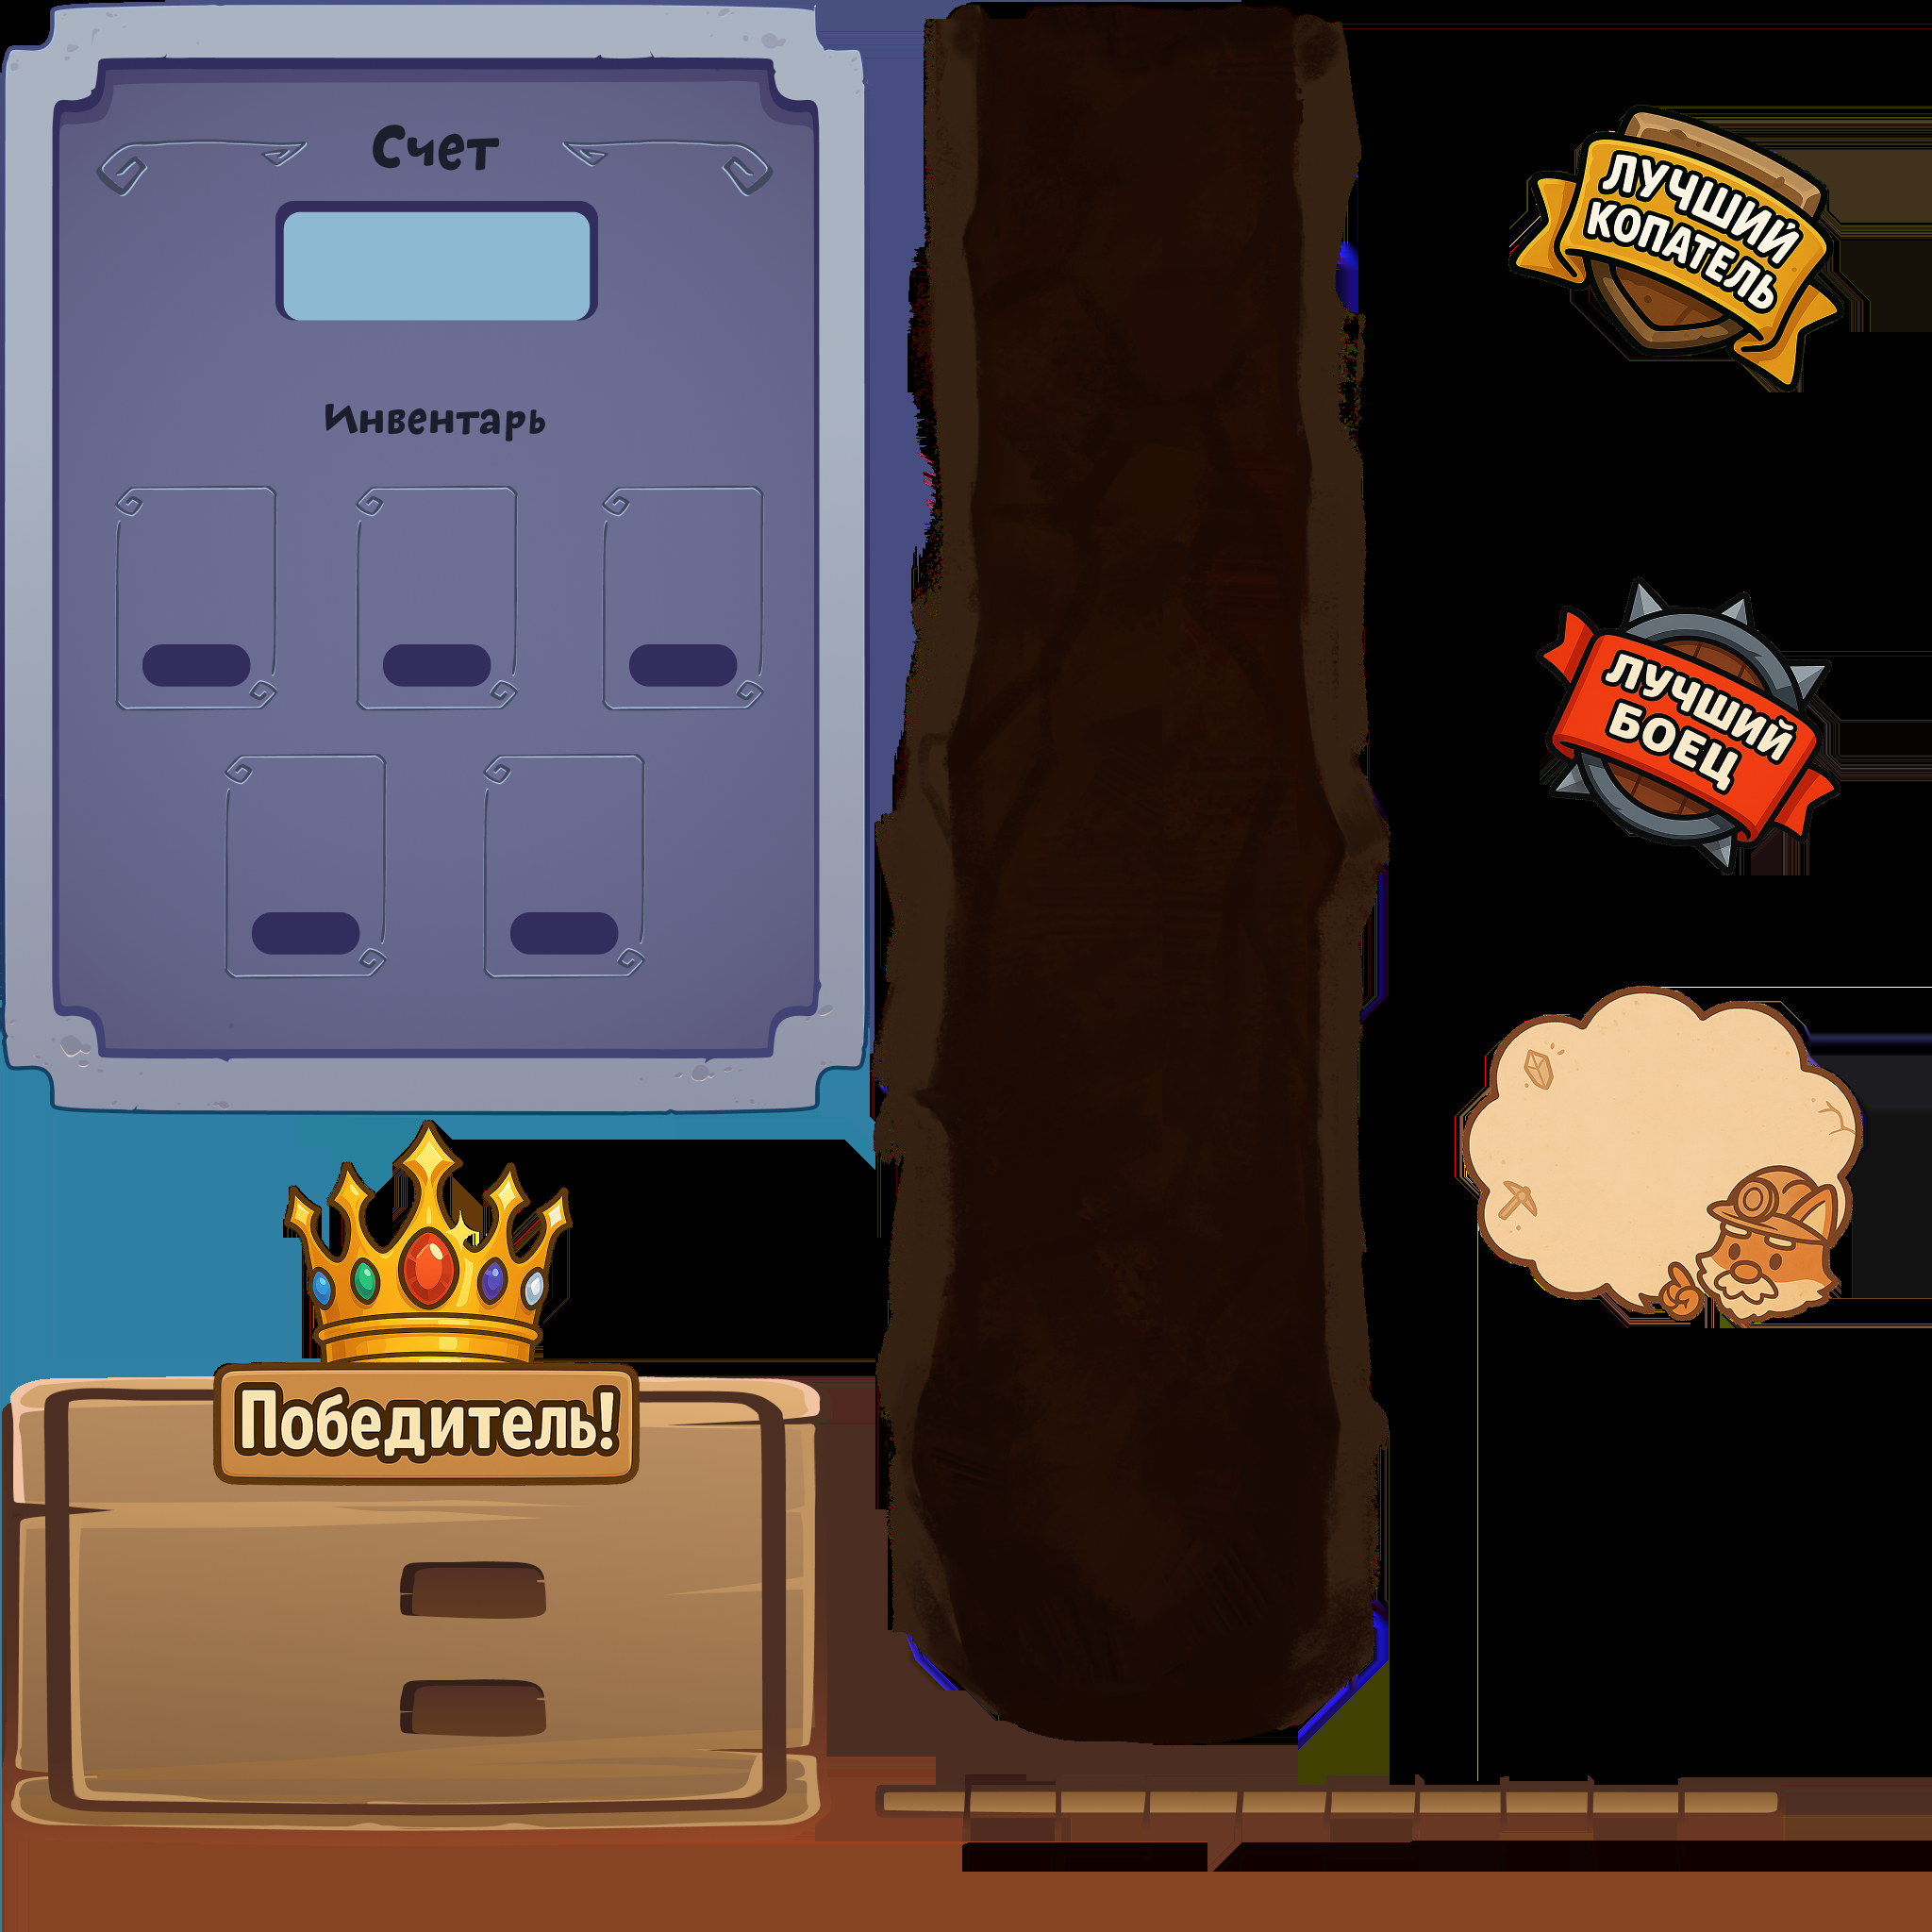 Счет
Инвентарь
ЛУЧШИЙ
КОПАТЕЛЬ
ЛУЧШИЙ
БОЕЦ
Победитель!